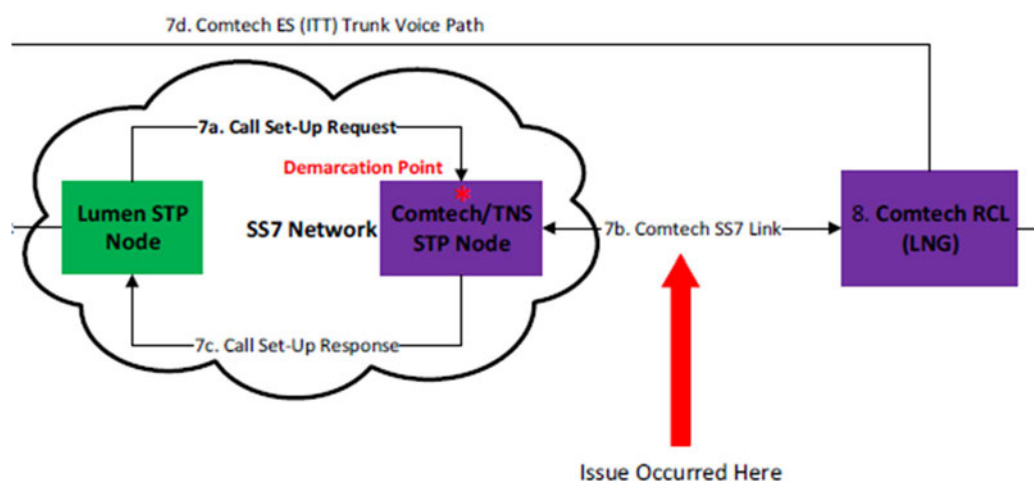 7d. Comtech ES (ITT) Trunk Voice Path
7a. Call Set-Up Request
Demarcation Point
*
Lumen STP
Node
SS7 Network
Comtech/TNS
STP Node
7b. Comtech SS7 Link
8. Comtech RCL
(LNG)
7c. Call Set-Up Response
Issue Occurred Here